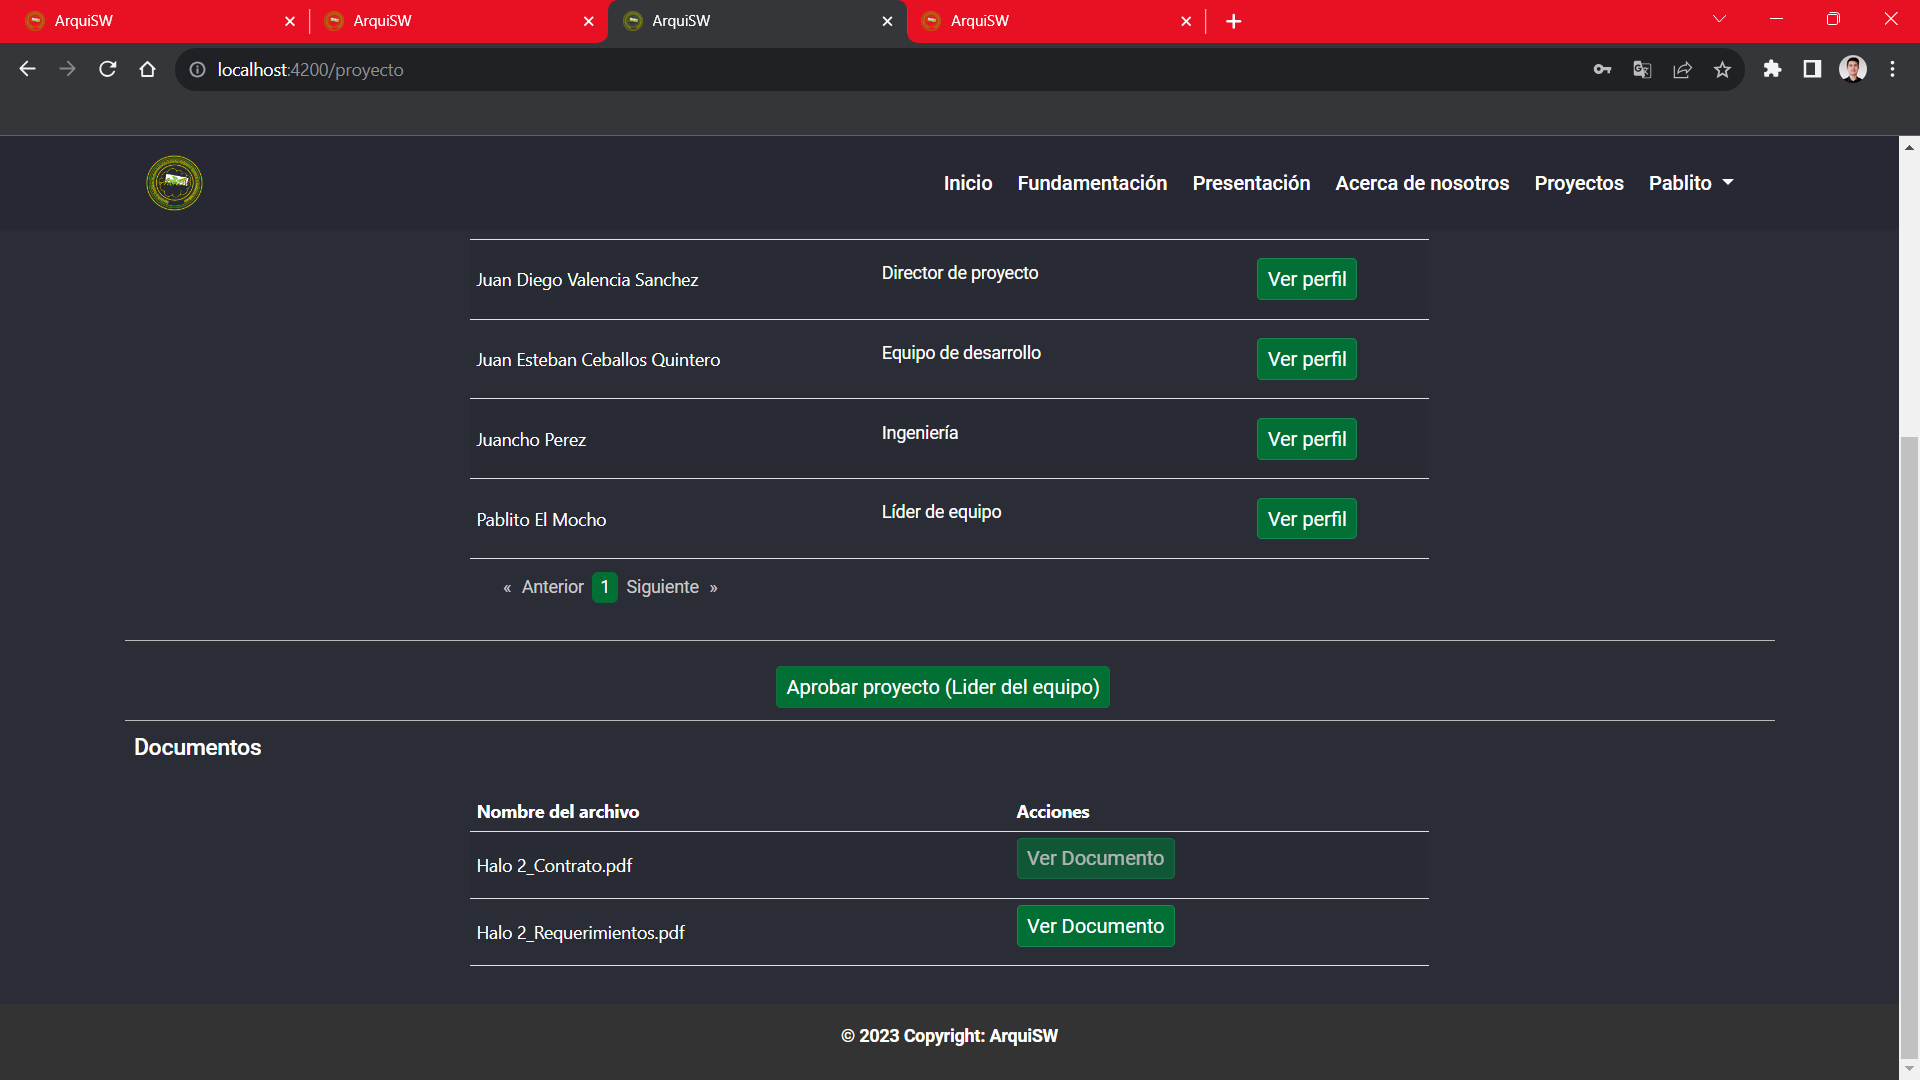 ArquiSW
ArquiSW
ArquiSW
ArquiSW
localhost:4200/proyecto
Inicio Fundamentación Presentación Acerca de nosotros Proyectos Pablito
Juan Diego Valencia Sanchez Director de proyecto Ver perfil
Juan Esteban Ceballos Quintero Equipo de desarrollo Ver perfil
Juancho Perez Ingeniería Ver perfil
Pablito El Mocho Líder de equipo Ver perfil
« Anterior 1 Siguiente »
Aprobar proyecto (Lider del equipo)
Documentos
Nombre del archivo Acciones
Halo 2_Contrato.pdf Ver Documento
Halo 2_Requerimientos.pdf Ver Documento
© 2023 Copyright: ArquiSW